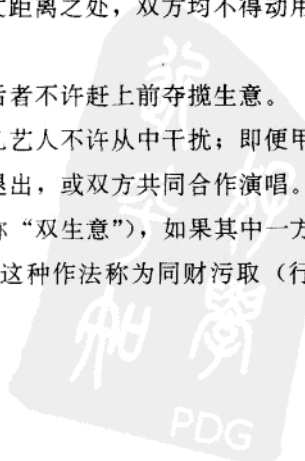 距离之处，双方均不得动用
后者不许赶上前夺揽生意。
艺人不许从中干扰；即便甲
退出，或双方共同合作演唱。
“双生意”），如果其中一方
这种作法称为同财污取（行
PDG